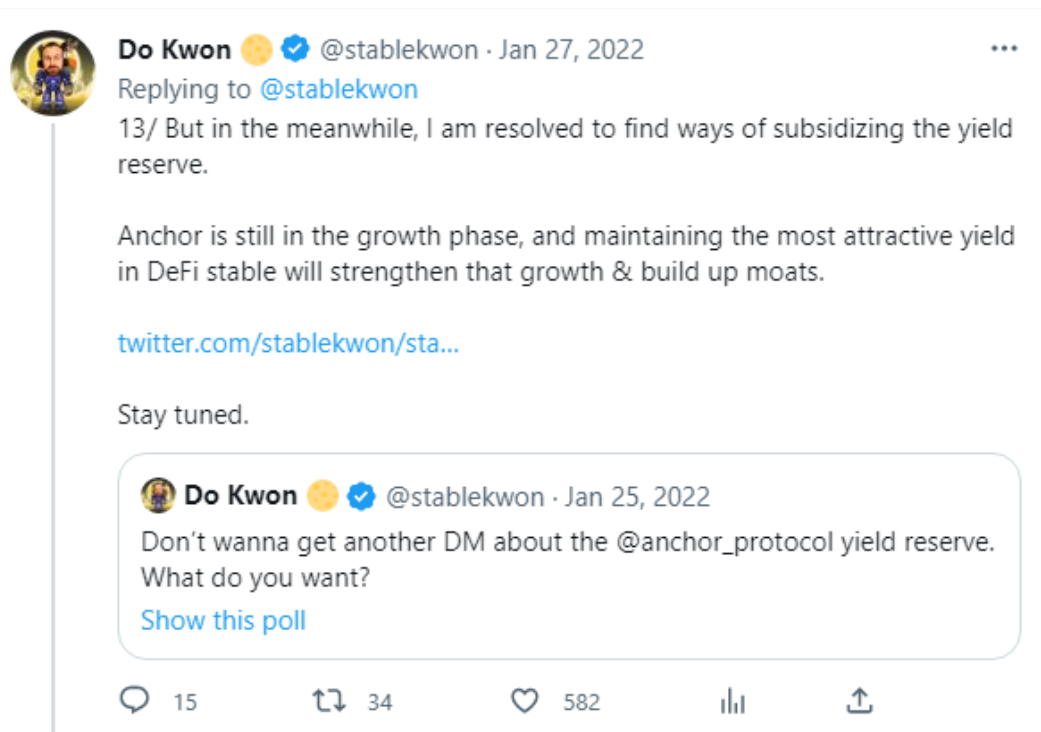 Do Kwon @stablekwon · Jan 27, 2022
Replying to @stablekwon
13/ But in the meanwhile, I am resolved to find ways of subsidizing the yield
reserve.
Anchor is still in the growth phase, and maintaining the most attractive yield
in DeFi stable will strengthen that growth & build up moats.
twitter.com/stablekwon/sta...
Stay tuned.
Do Kwon @stablekwon · Jan 25, 2022
Don't wanna get another DM about the @anchor_protocol yield reserve.
What do you want?
Show this poll
15 34 582